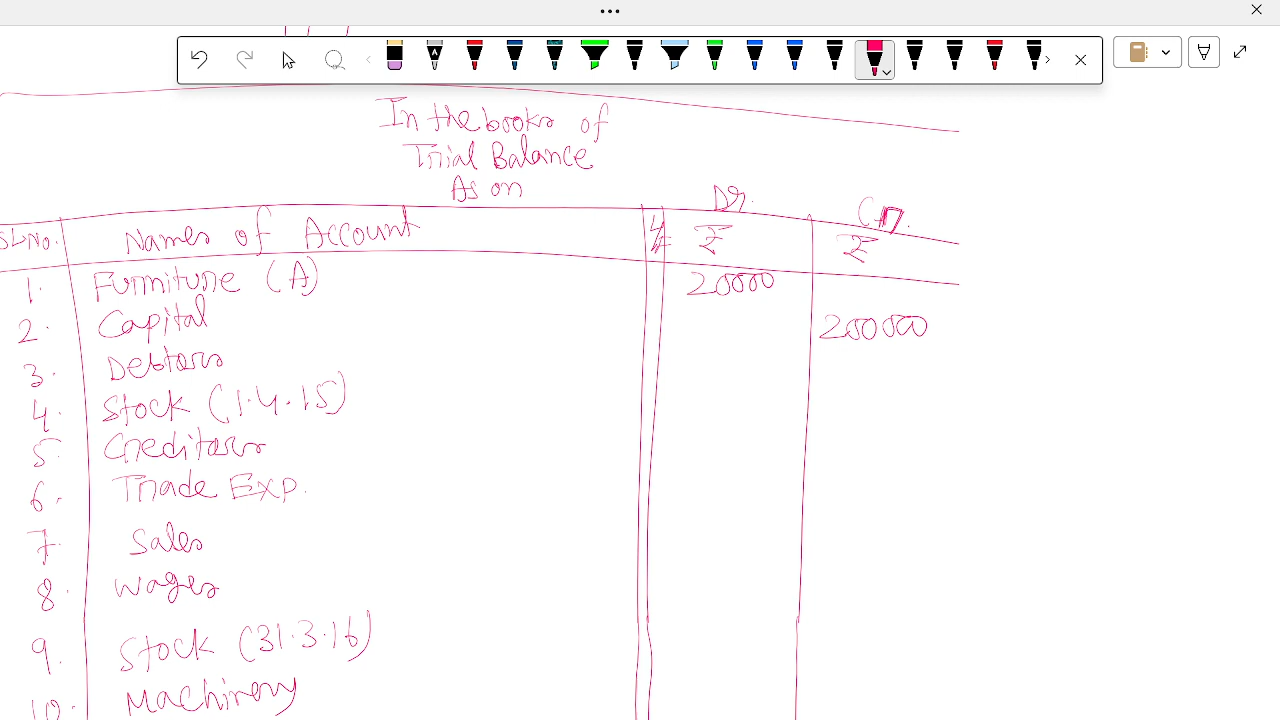 In the books of
Trial Balance
As on
Dr. Cr.
SL No. Names of Account ₹ ₹
1. Furniture (A) 20000
2. Capital 200000
3. Debtors
4. Stock (1.4.15)
5. Creditors
6. Trade Exp.
7. Sales
8. Wages
9. Stock (31.3.16)
10. Machinery